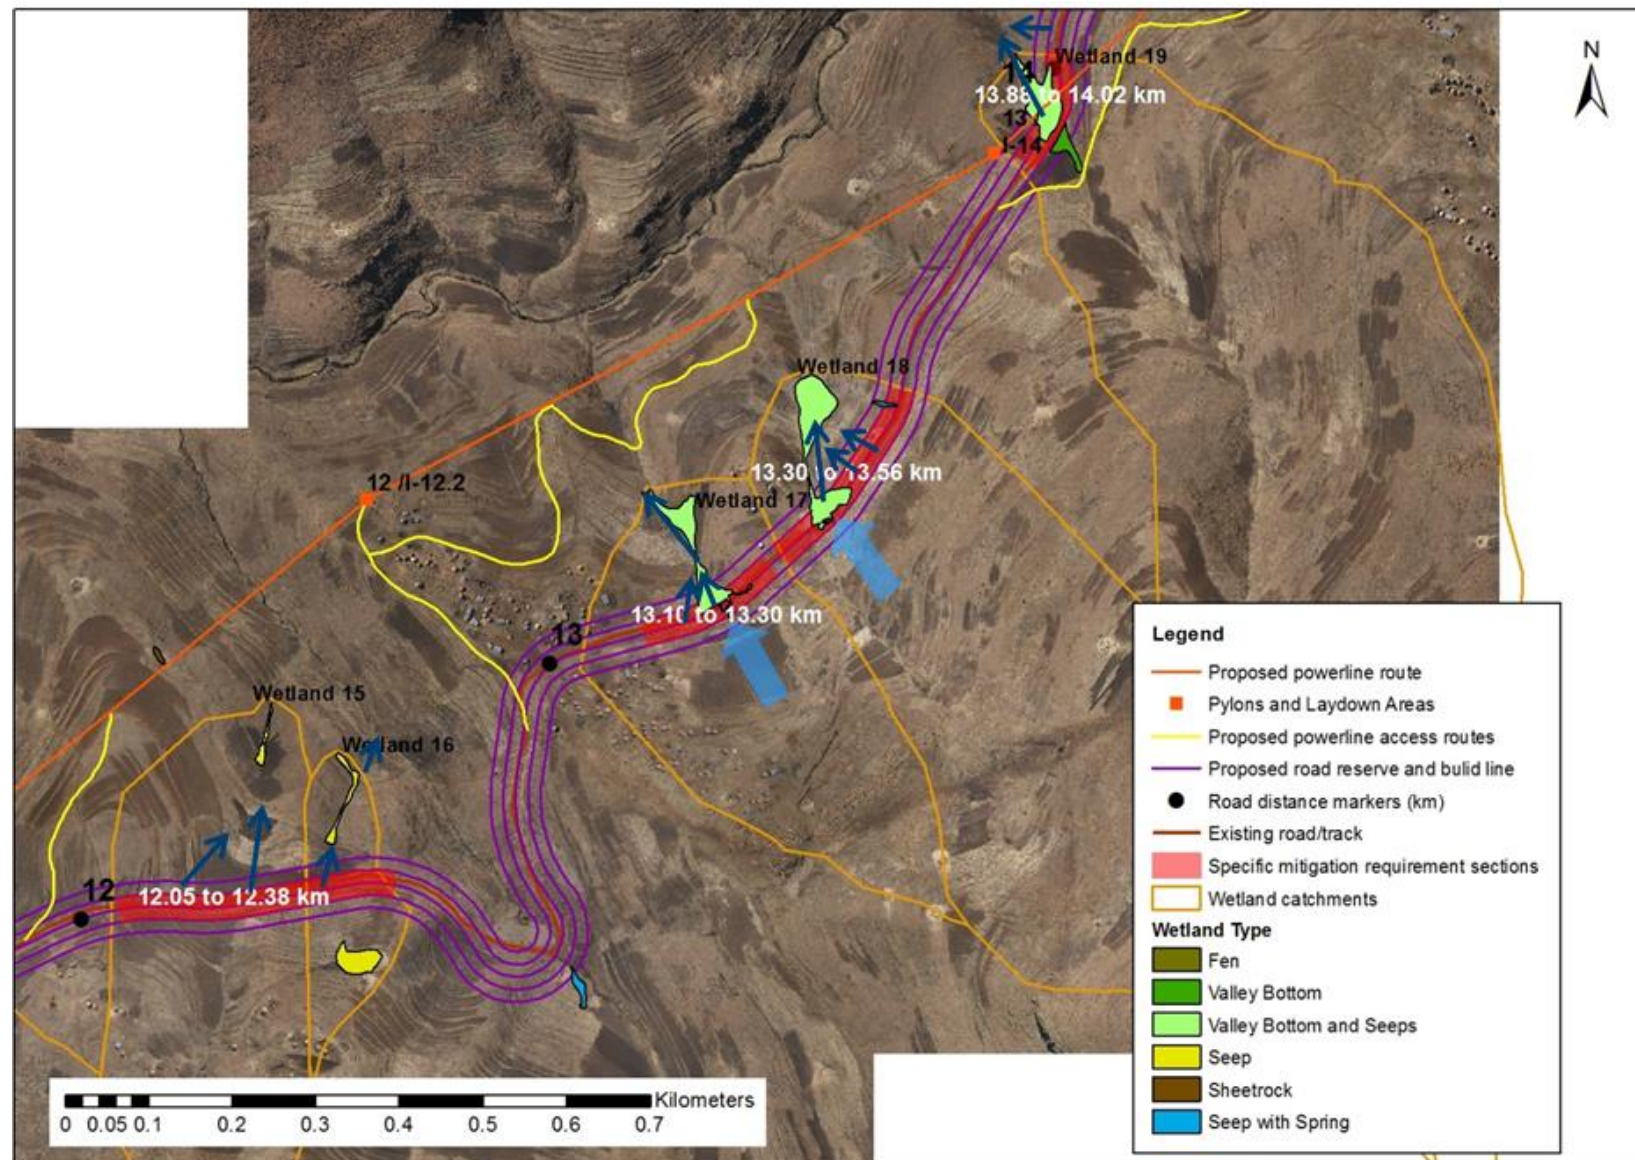 N
Wetland 19
14
13.88 to 14.02 km
13
I-14
Wetland 18
13.30 to 13.56 km
12 /I-12.2
Wetland 17
13.10 to 13.30 km
13
Wetland 15
Wetland 16
12
12.05 to 12.38 km
Legend
Proposed powerline route
Pylons and Laydown Areas
Proposed powerline access routes
Proposed road reserve and bulid line
Road distance markers (km)
Existing road/track
Specific mitigation requirement sections
Wetland catchments
Wetland Type
Fen
Valley Bottom
Valley Bottom and Seeps
Seep
Sheetrock
Seep with Spring
Kilometers
0 0.05 0.1 0.2 0.3 0.4 0.5 0.6 0.7